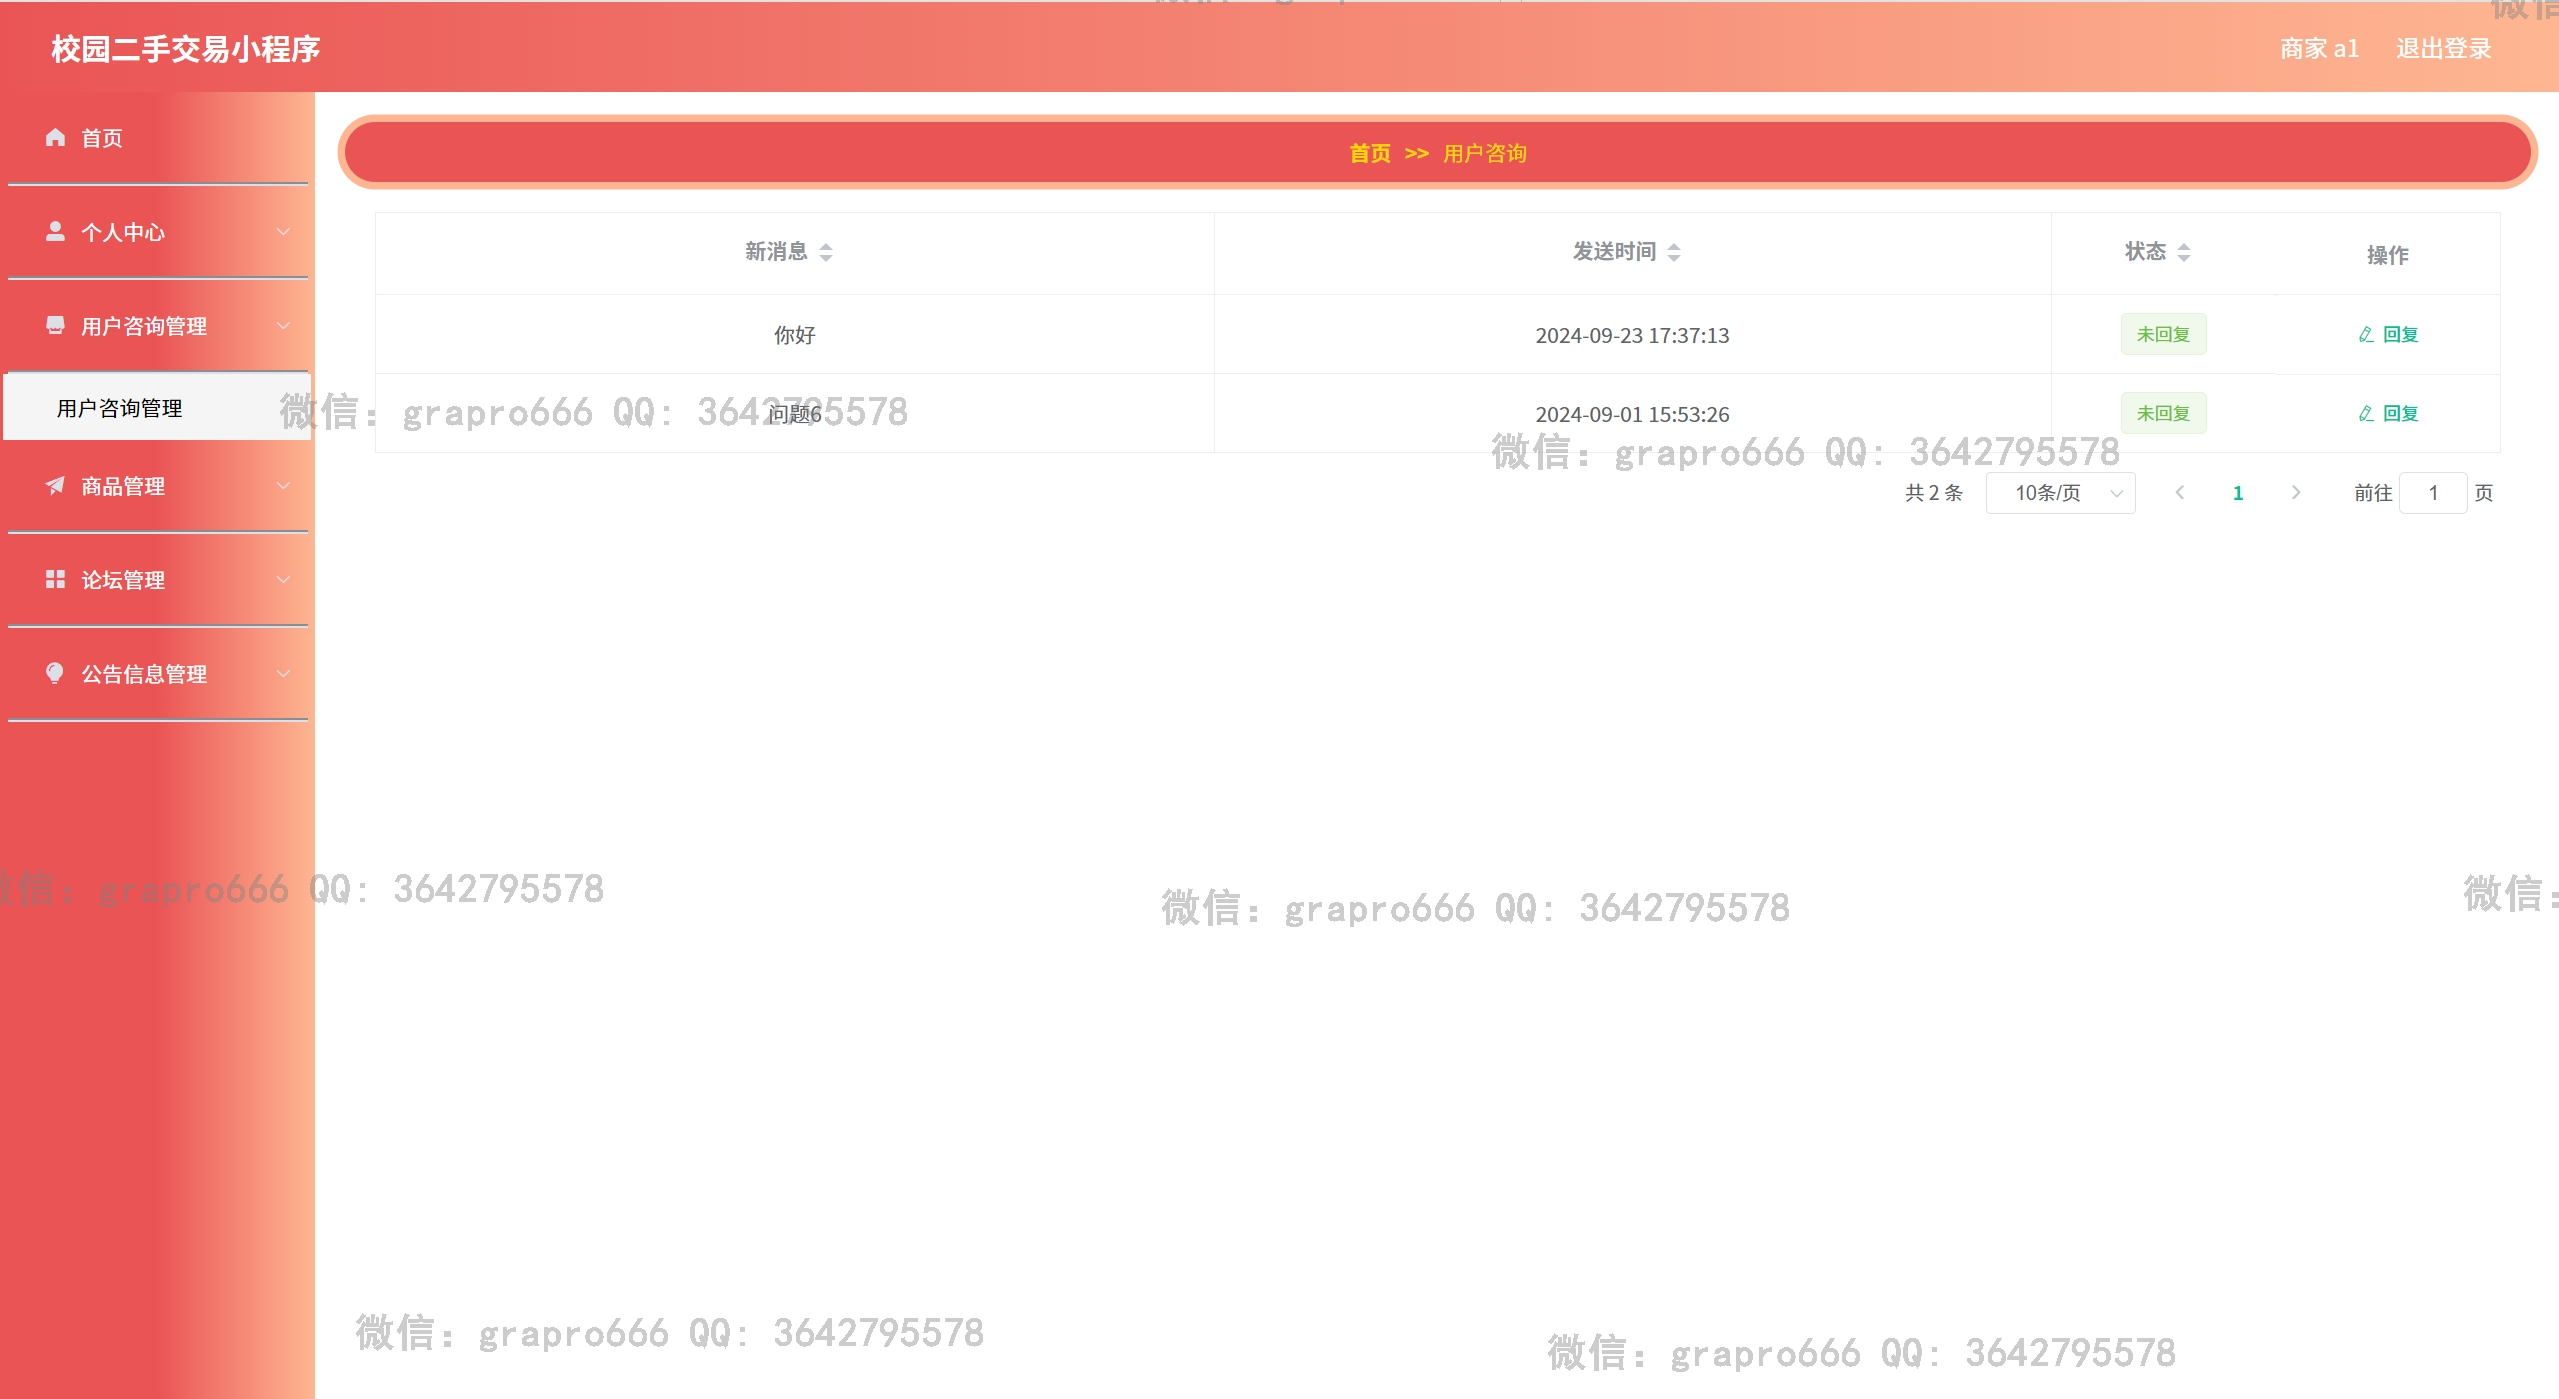 校园二手交易小程序
商家 a1 退出登录
首页
个人中心
用户咨询管理
用户咨询管理
商品管理
论坛管理
公告信息管理
首页 >> 用户咨询
新消息 发送时间 状态 操作
你好 2024-09-23 17:37:13 未回复 回复
问题6 2024-09-01 15:53:26 未回复 回复
共 2 条 10条/页 1 前往 1 页
微信: grapro666 QQ: 3642795578
微信: grapro666 QQ: 3642795578
微信: grapro666 QQ: 3642795578
微信: grapro666 QQ: 3642795578
微信:
微信: grapro666 QQ: 3642795578
微信: grapro666 QQ: 3642795578